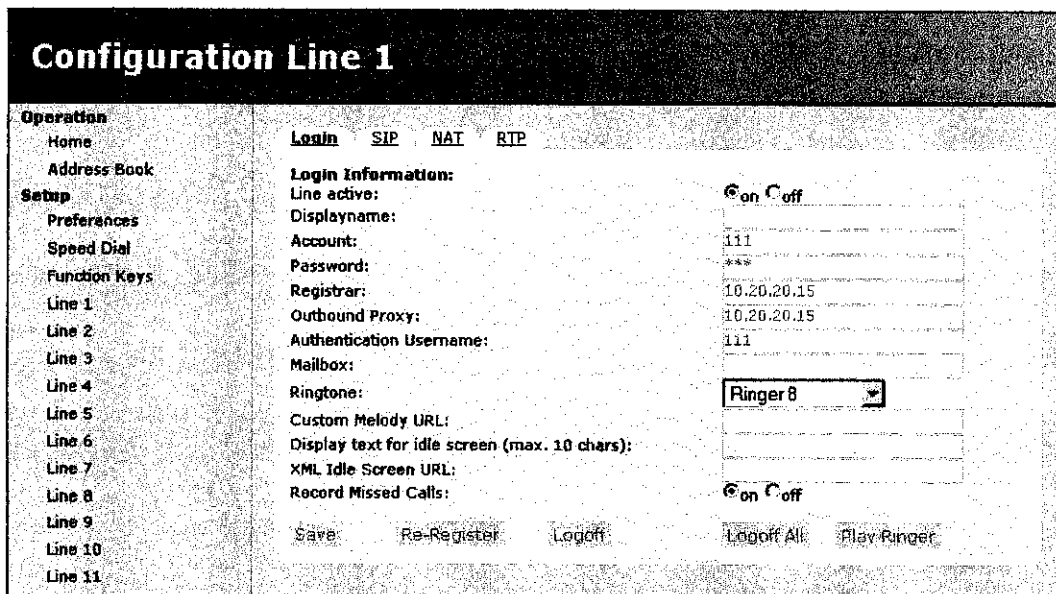 Configuration Line 1
Operation
Home
Address Book
Setup
Preferences
Speed Dial
Function Keys
Line 1
Line 2
Line 3
Line 4
Line 5
Line 6
Line 7
Line 8
Line 9
Line 10
Line 11
Login SIP NAT RTP
Login Information:
Line active: on off
Displayname:
Account: 111
Password: ***
Registrar: 10.20.20.15
Outbound Proxy: 10.20.20.15
Authentication Username: 111
Mailbox:
Ringtone: Ringer 8
Custom Melody URL:
Display text for idle screen (max. 10 chars):
XML Idle Screen URL:
Record Missed Calls: on off
Save Re-Register Logoff Logoff All Play Ringer